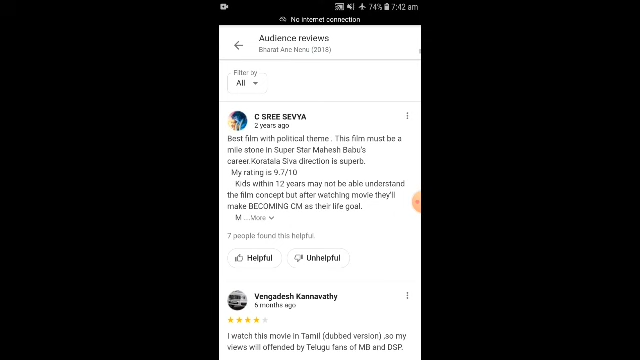 74% 7:42 am
No internet connection
Audience reviews
Bharat Ane Nenu (2018)
Filter by
All
C SREE SEVYA
2 years ago
Best film with political theme . This film must be a
mile stone in Super Star Mahesh Babu's
career.Koratala Siva direction is superb.
My rating is 9.7/10
Kids within 12 years may not be able understand
the film concept but after watching movie they'll
make BECOMING CM as their life goal.
M ...More
7 people found this helpful.
Helpful Unhelpful
Vengadesh Kannavathy
5 months ago
I watch this movie in Tamil (dubbed version) .so my
views will offended by Telugu fans of MB and DSP.